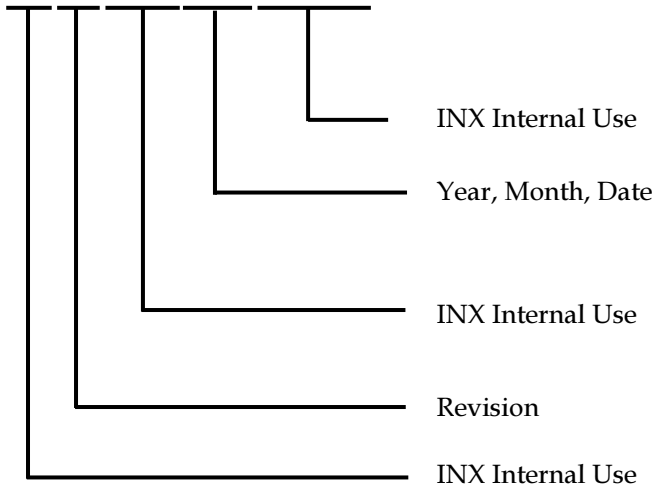 INX Internal Use
Year, Month, Date
INX Internal Use
Revision
INX Internal Use